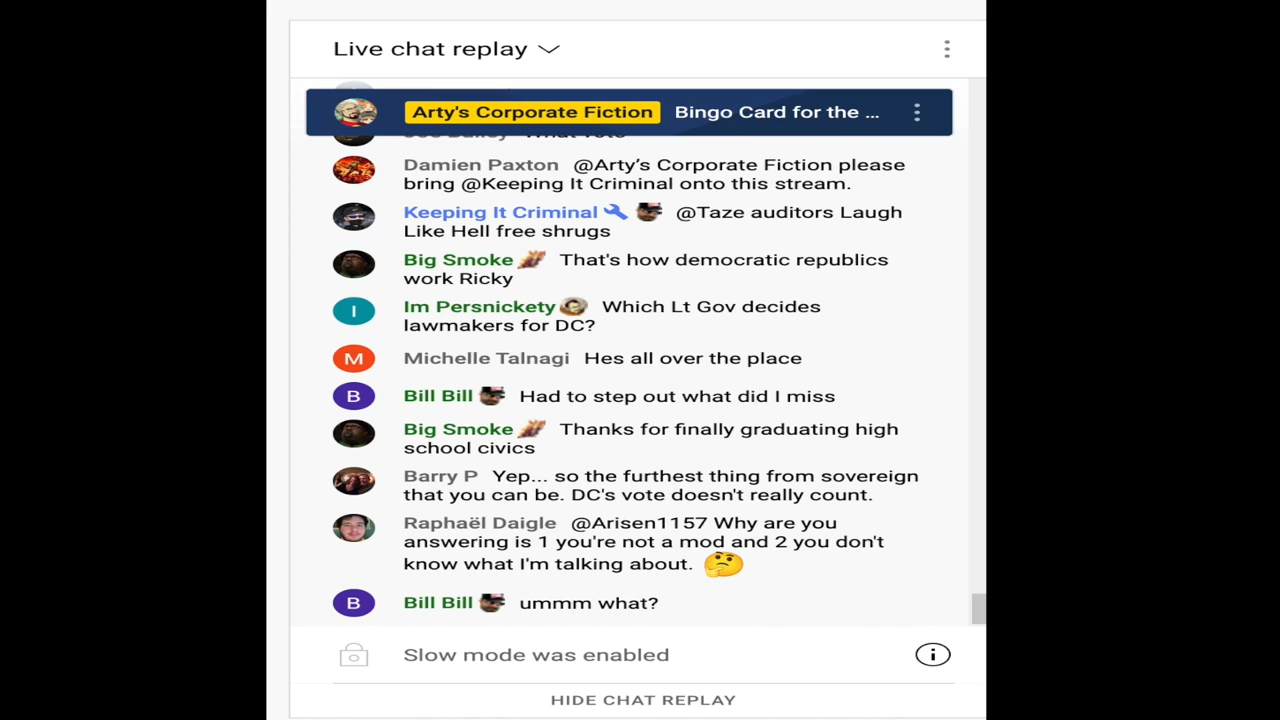 Live chat replay
Arty's Corporate Fiction Bingo Card for the ...
Damien Paxton @Arty's Corporate Fiction please
bring @Keeping It Criminal onto this stream.
Keeping It Criminal @Taze auditors Laugh
Like Hell free shrugs
Big Smoke That's how democratic republics
work Ricky
I
Im Persnickety Which Lt Gov decides
lawmakers for DC?
M
Michelle Talnagi Hes all over the place
B
Bill Bill Had to step out what did I miss
Big Smoke Thanks for finally graduating high
school civics
Barry P Yep... so the furthest thing from sovereign
that you can be. DC's vote doesn't really count.
Raphaël Daigle @Arisen1157 Why are you
answering is 1 you're not a mod and 2 you don't
know what I'm talking about.
B
Bill Bill ummm what?
Slow mode was enabled
HIDE CHAT REPLAY